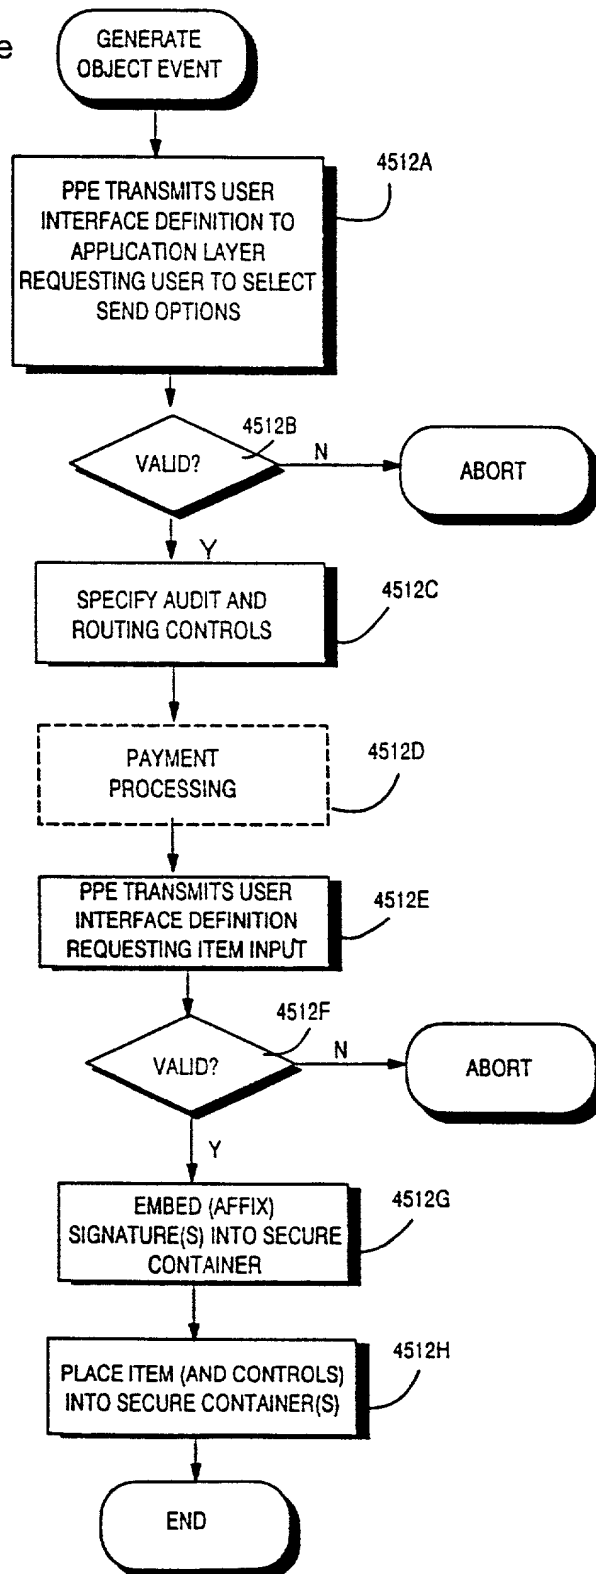 e
GENERATE
OBJECT EVENT
4512A
PPE TRANSMITS USER
INTERFACE DEFINITION TO
APPLICATION LAYER
REQUESTING USER TO SELECT
SEND OPTIONS
4512B
VALID?
N
ABORT
Y
4512C
SPECIFY AUDIT AND
ROUTING CONTROLS
4512D
PAYMENT
PROCESSING
4512E
PPE TRANSMITS USER
INTERFACE DEFINITION
REQUESTING ITEM INPUT
4512F
VALID?
N
ABORT
Y
4512G
EMBED (AFFIX)
SIGNATURE(S) INTO SECURE
CONTAINER
4512H
PLACE ITEM (AND CONTROLS)
INTO SECURE CONTAINER(S)
END